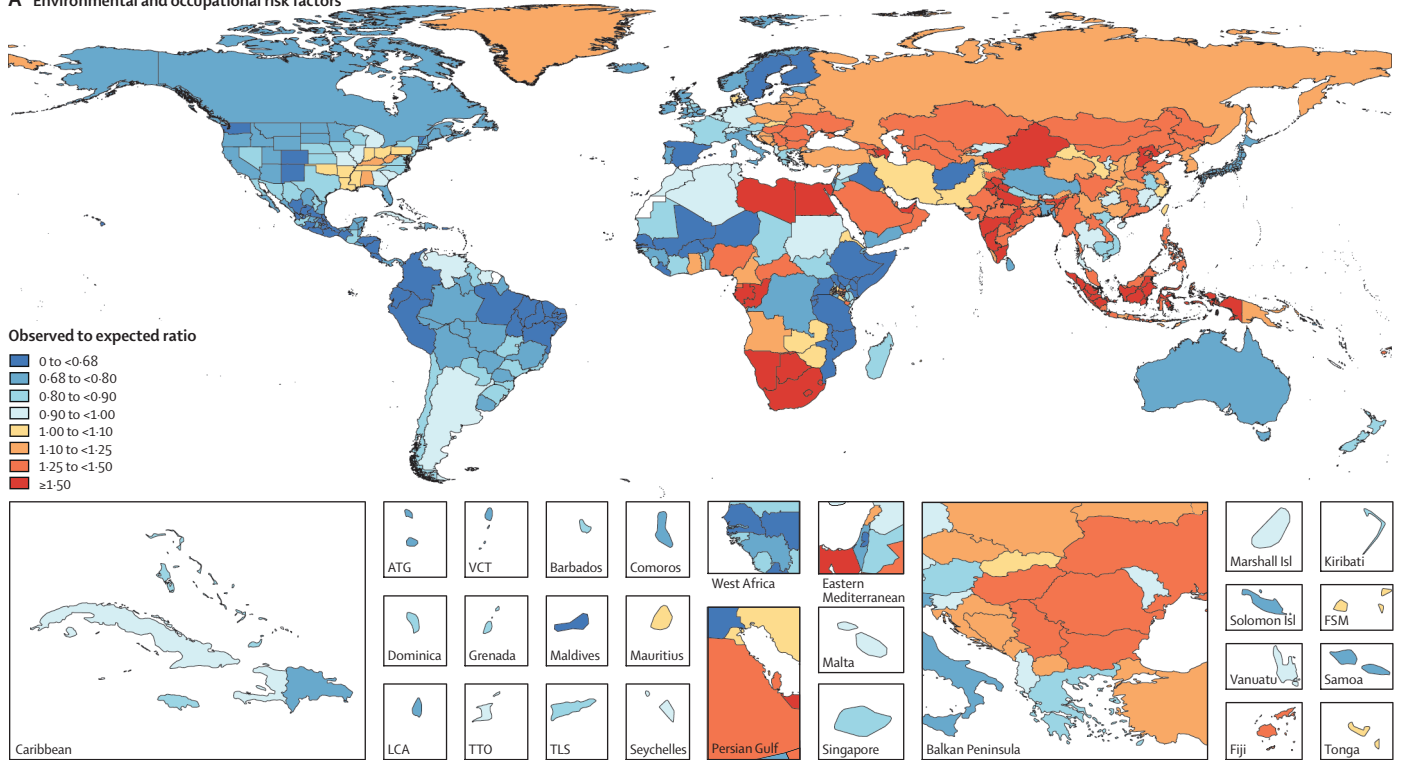 A Environmental and occupational risk factors
Observed to expected ratio
0 to <0·68
0·68 to <0·80
0·80 to <0·90
0·90 to <1·00
1·00 to <1·10
1·10 to <1·25
1·25 to <1·50
≥1·50
Caribbean
ATG
VCT
Barbados
Comoros
Dominica
Grenada
Maldives
Mauritius
LCA
TTO
TLS
Seychelles
West Africa
Eastern
Mediterranean
Persian Gulf
Malta
Singapore
Balkan Peninsula
Marshall Isl
Kiribati
Solomon Isl
FSM
Vanuatu
Samoa
Fiji
Tonga